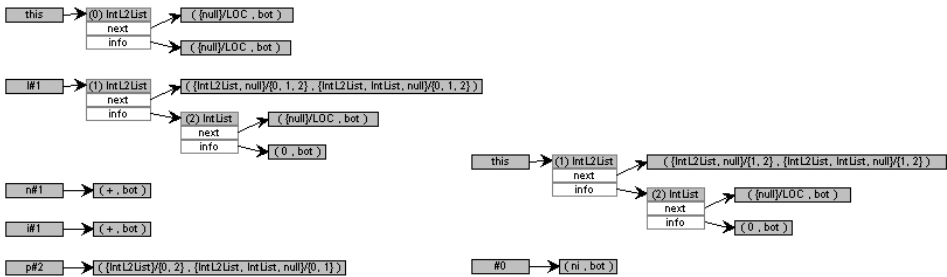 this
(0) IntL2List
next
info
( {null}/LOC , bot )
( {null}/LOC , bot )
l#1
(1) IntL2List
next
info
( {IntL2List, null}/{0, 1, 2} , {IntL2List, IntList, null}/{0, 1, 2} )
(2) IntList
next
info
( {null}/LOC , bot )
( 0 , bot )
n#1
( + , bot )
i#1
( + , bot )
p#2
( {IntL2List}/{0, 2} , {IntL2List, IntList, null}/{0, 1} )
this
(1) IntL2List
next
info
( {IntL2List, null}/{1, 2} , {IntL2List, IntList, null}/{1, 2} )
(2) IntList
next
info
( {null}/LOC , bot )
( 0 , bot )
#0
( ni , bot )